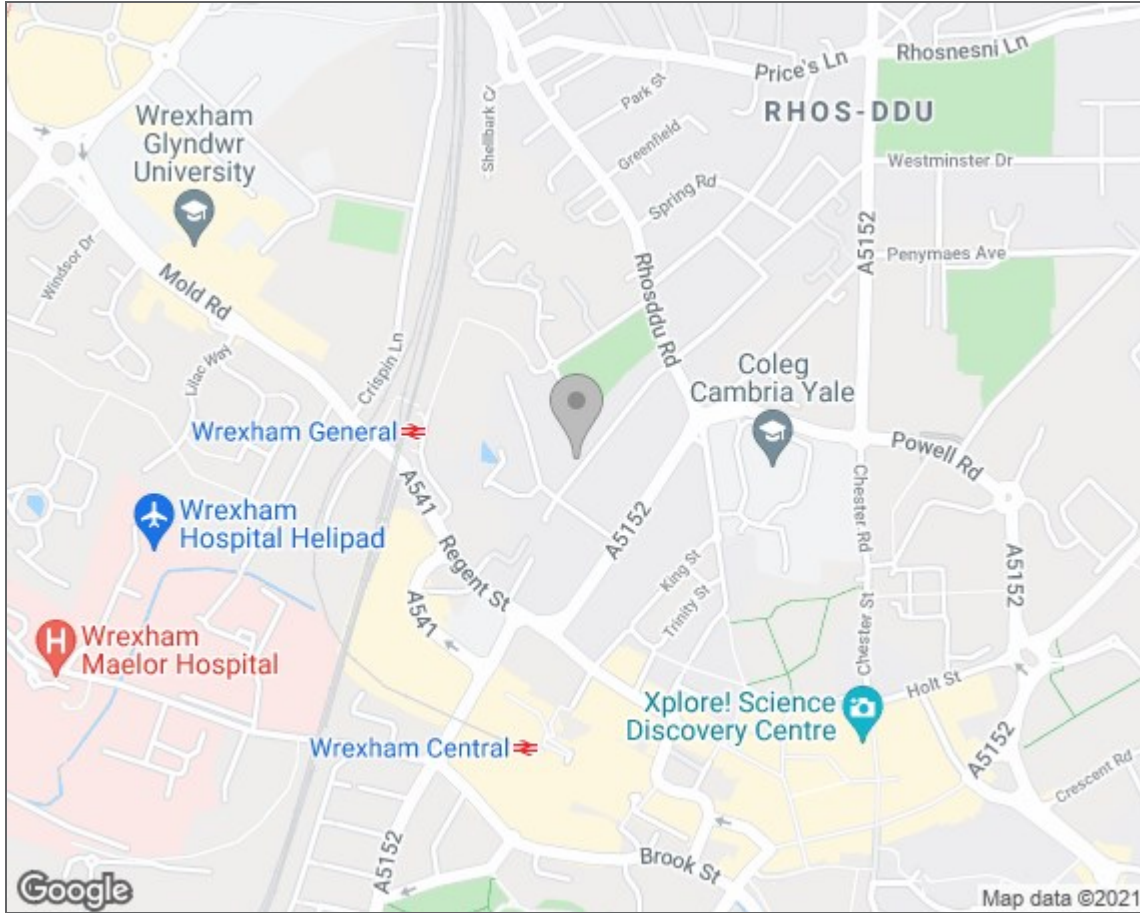 Price's Ln
Rhosnesni Ln
Park St
RHOS-DDU
Shellbark Cl
Greenfield
Wrexham
Glyndwr
University
Westminster Dr
Spring Rd
A5152
Windsor Dr
Mold Rd
Rhosddu Rd
Penymaes Ave
Lilac Way
Crispin Ln
Coleg
Cambria Yale
Wrexham General
Powell Rd
A541
Chester Rd
Wrexham
Hospital Helipad
A5152
Regent St
King St
Trinity St
A5152
A541
Chester St
Wrexham
Maelor Hospital
H
Holt St
Xplore! Science
Discovery Centre
Wrexham Central
A5152
Crescent Rd
A5152
Brook St
Google
Map data ©2021